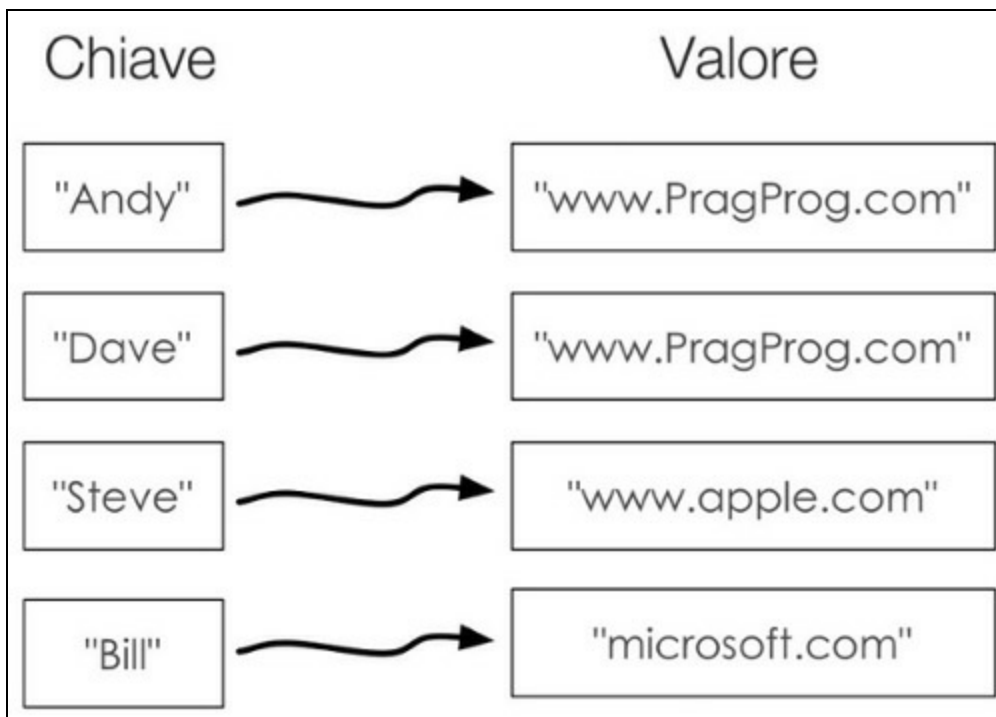 Chiave Valore
"Andy" "www.PragProg.com"
"Dave" "www.PragProg.com"
"Steve" "www.apple.com"
"Bill" "microsoft.com"